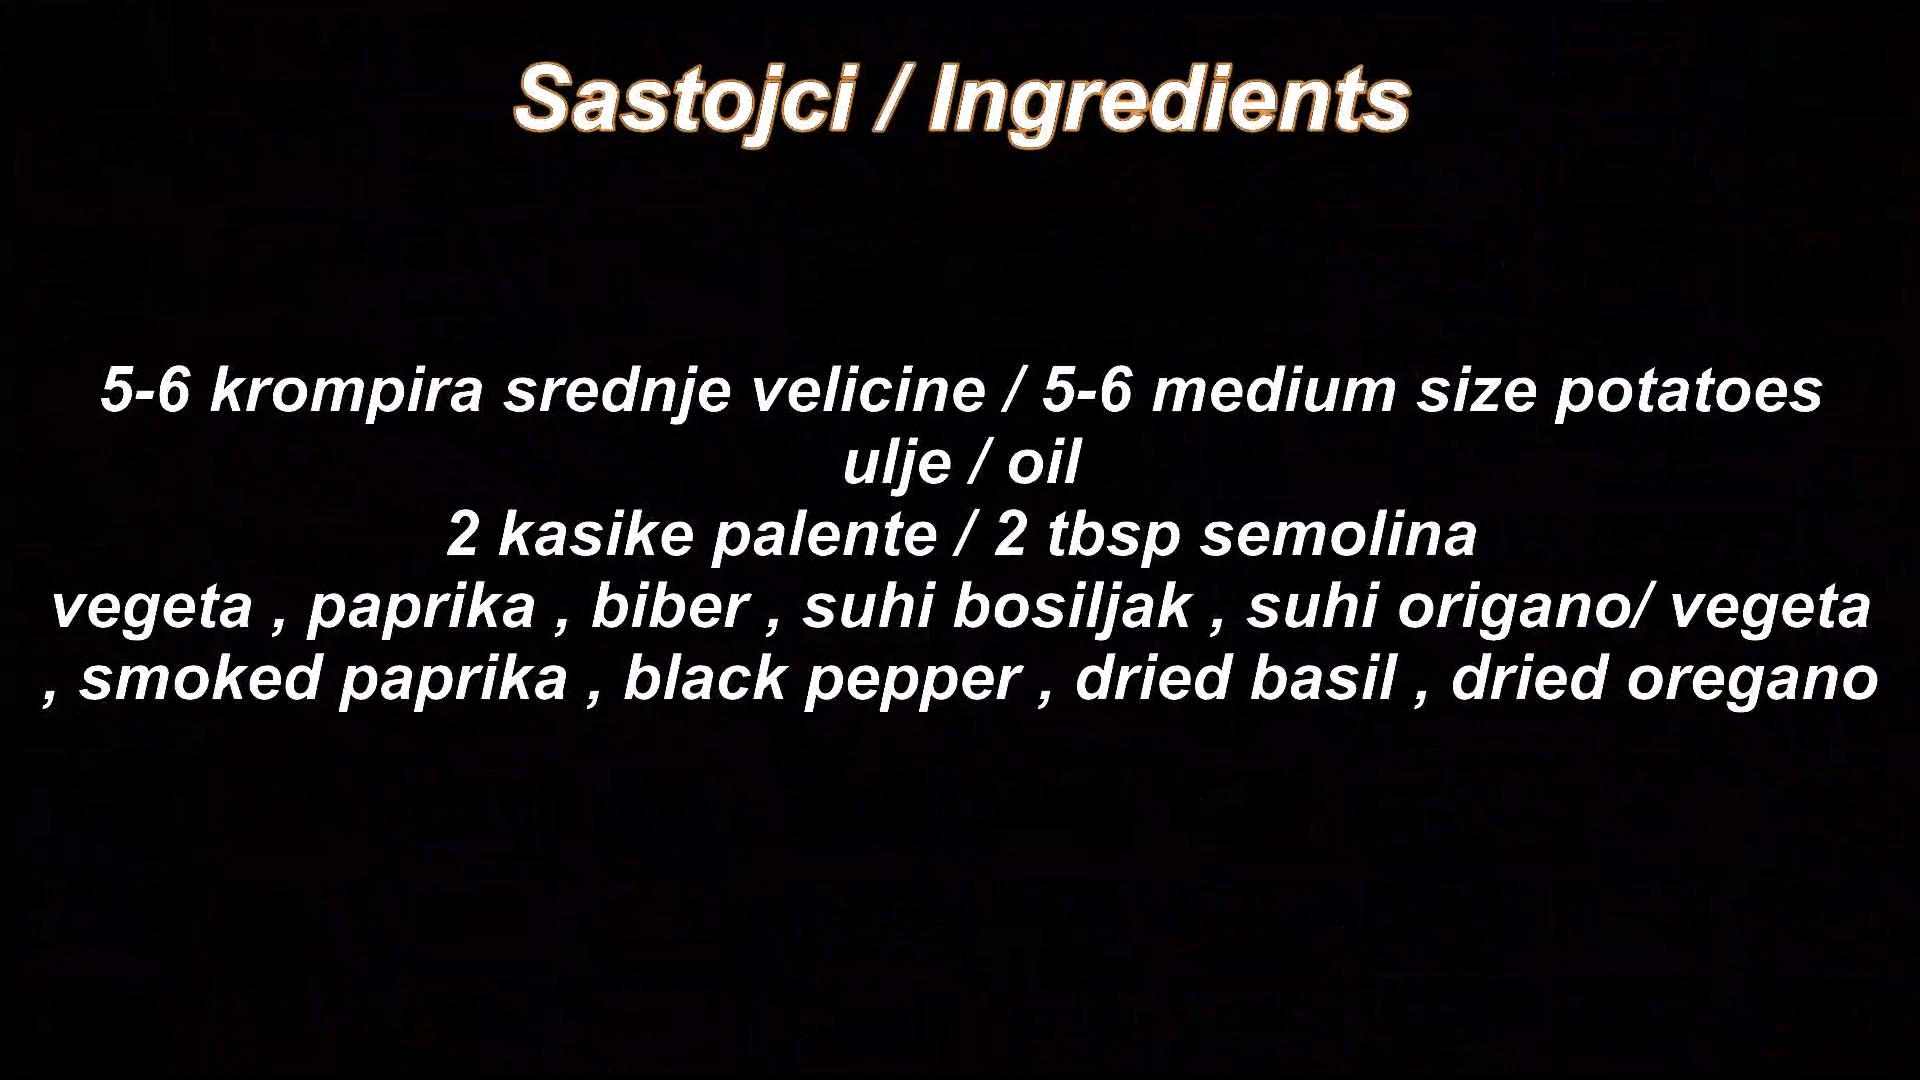 Sastojci / Ingredients
5-6 krompira srednje velicine / 5-6 medium size potatoes
ulje / oil
2 kasike palente / 2 tbsp semolina
vegeta , paprika , biber , suhi bosiljak , suhi origano/ vegeta
, smoked paprika , black pepper , dried basil , dried oregano